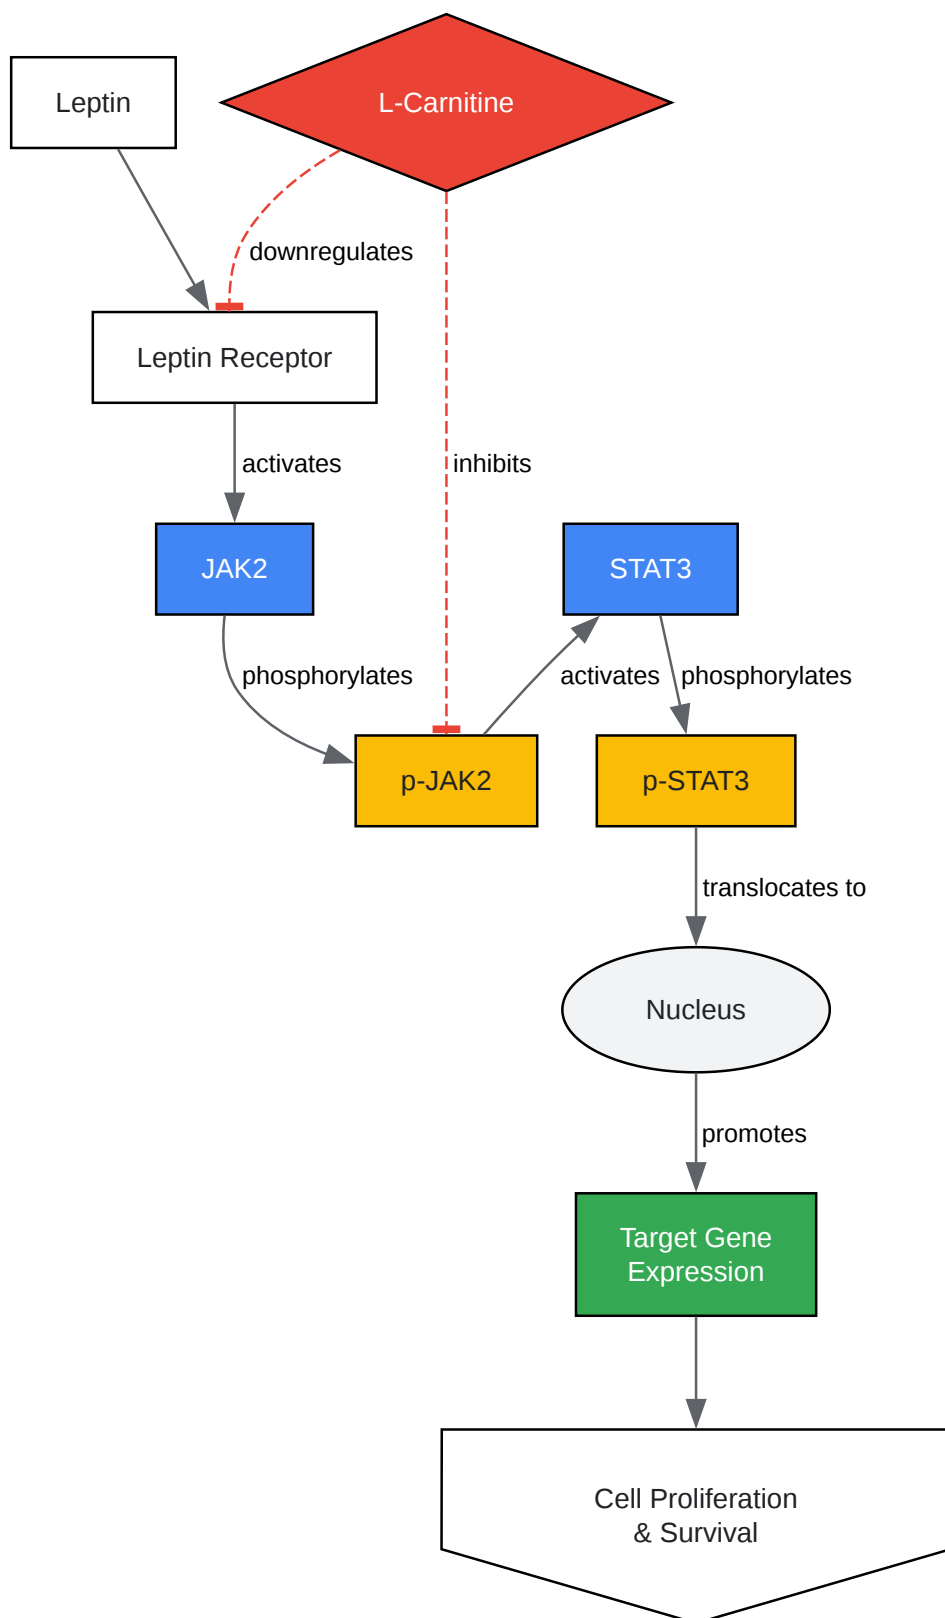 Leptin
L-Carnitine
downregulates
Leptin Receptor
activates
inhibits
JAK2
STAT3
phosphorylates
activates
phosphorylates
p-JAK2
p-STAT3
translocates to
Nucleus
promotes
Target Gene
Expression
Cell Proliferation
& Survival